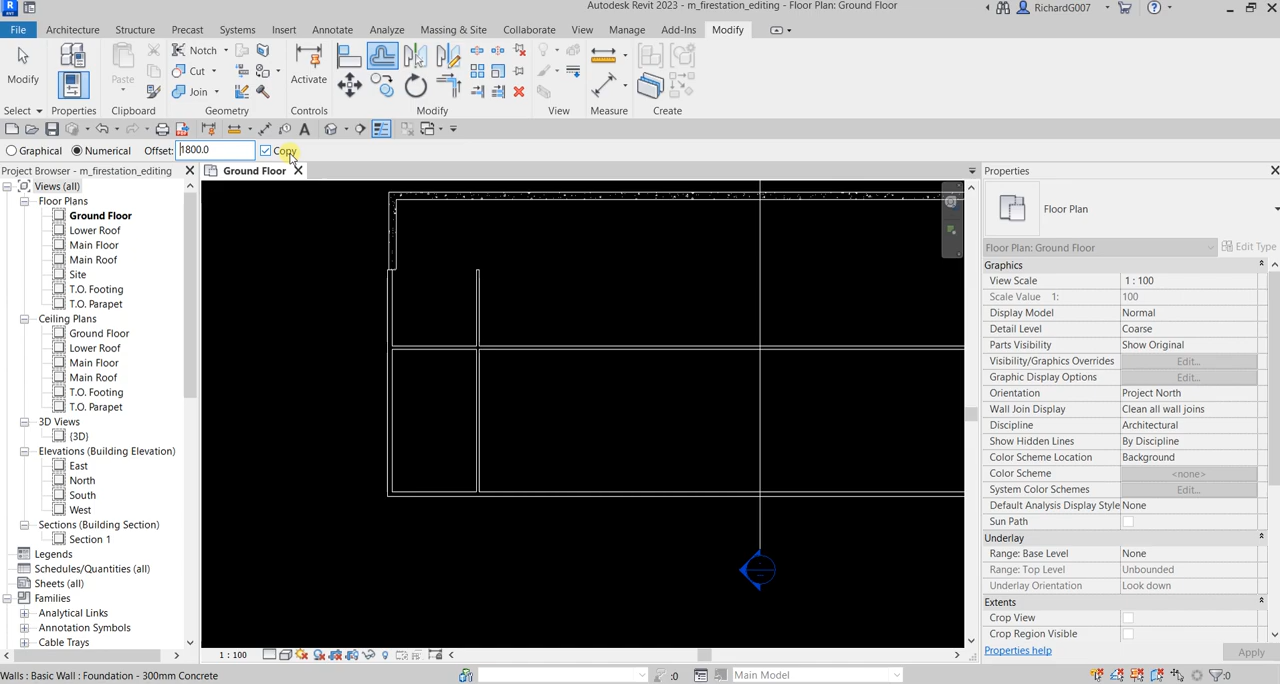 Autodesk Revit 2023 - m_firestation_editing - Floor Plan: Ground Floor
RichardG007
File Architecture Structure Precast Systems Insert Annotate Analyze Massing & Site Collaborate View Manage Add-Ins Modify
Modify Paste Notch Cut Join Activate
Select Properties Clipboard Geometry Controls Modify View Measure Create
Graphical Numerical Offset: 1800.0 Copy
Project Browser - m_firestation_editing
Ground Floor
Properties
Views (all)
Floor Plans
Ground Floor
Lower Roof
Main Floor
Main Roof
Site
T.O. Footing
T.O. Parapet
Ceiling Plans
Ground Floor
Lower Roof
Main Floor
Main Roof
T.O. Footing
T.O. Parapet
3D Views
{3D}
Elevations (Building Elevation)
East
North
South
West
Sections (Building Section)
Section 1
Legends
Schedules/Quantities (all)
Sheets (all)
Families
Analytical Links
Annotation Symbols
Cable Trays
Floor Plan
Floor Plan: Ground Floor Edit Type
Graphics
View Scale 1 : 100
Scale Value 1: 100
Display Model Normal
Detail Level Coarse
Parts Visibility Show Original
Visibility/Graphics Overrides Edit...
Graphic Display Options Edit...
Orientation Project North
Wall Join Display Clean all wall joins
Discipline Architectural
Show Hidden Lines By Discipline
Color Scheme Location Background
Color Scheme <none>
System Color Schemes Edit...
Default Analysis Display Style None
Sun Path
Underlay
Range: Base Level None
Range: Top Level Unbounded
Underlay Orientation Look down
Extents
Crop View
Crop Region Visible
Properties help Apply
1 : 100
Walls : Basic Wall : Foundation - 300mm Concrete
:0
Main Model
:0